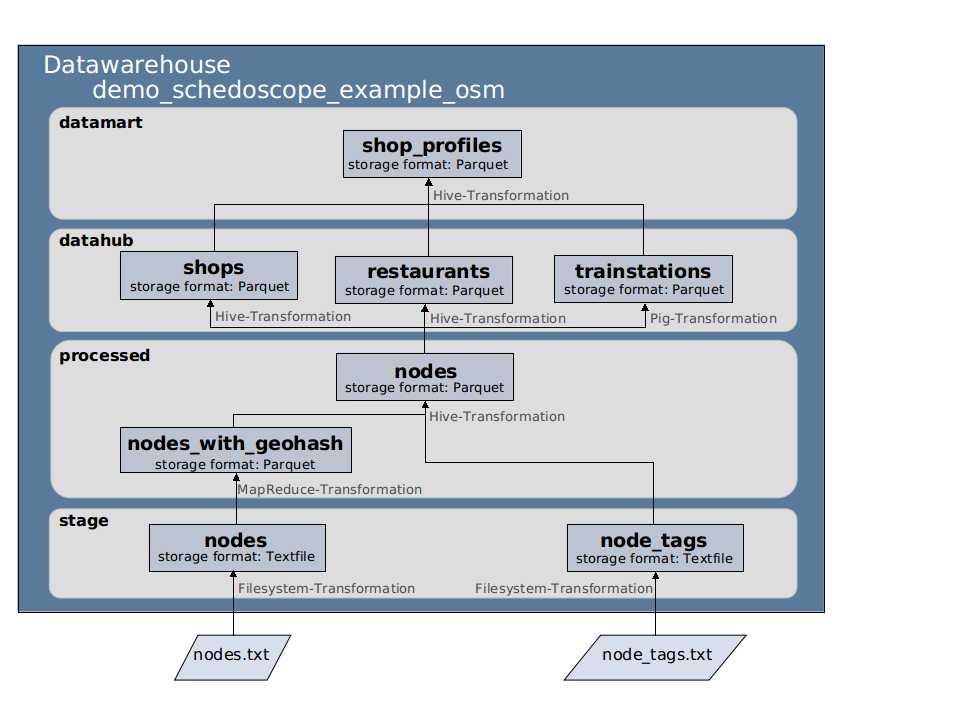 Datawarehouse
demo_schedoscope_example_osm
datamart
shop_profiles
storage format: Parquet
Hive-Transformation
datahub
shops
storage format: Parquet
restaurants
storage format: Parquet
trainstations
storage format: Parquet
Hive-Transformation
Hive-Transformation
Pig-Transformation
processed
nodes
storage format: Parquet
Hive-Transformation
nodes_with_geohash
storage format: Parquet
MapReduce-Transformation
stage
nodes
storage format: Textfile
node_tags
storage format: Textfile
Filesystem-Transformation
Filesystem-Transformation
nodes.txt
node_tags.txt